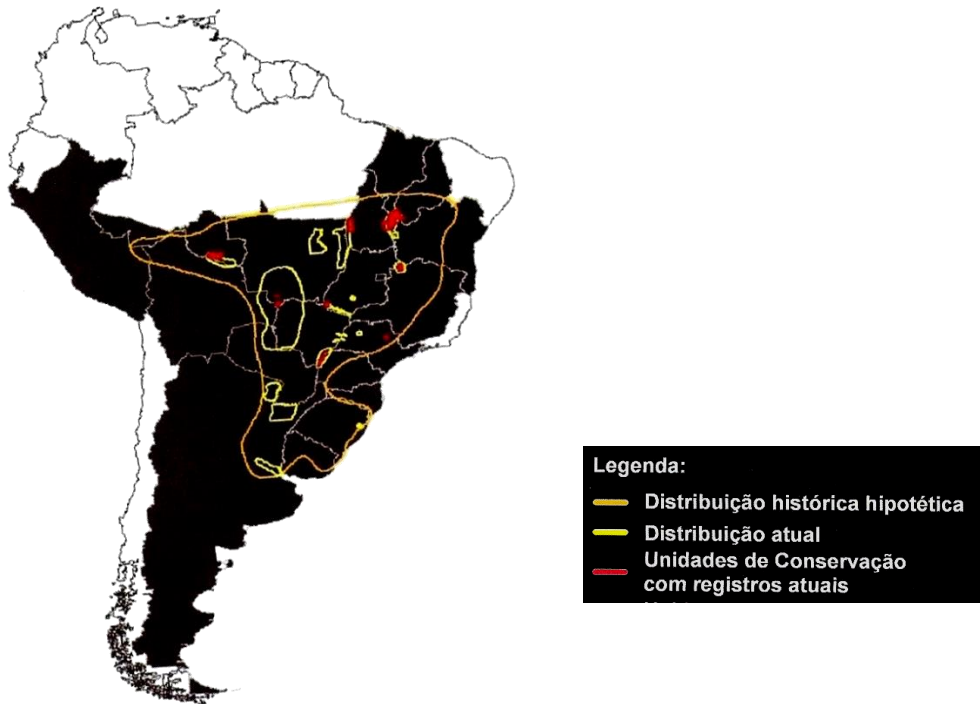 Legenda:
Distribuição histórica hipotética
Distribuição atual
Unidades de Conservação
com registros atuais